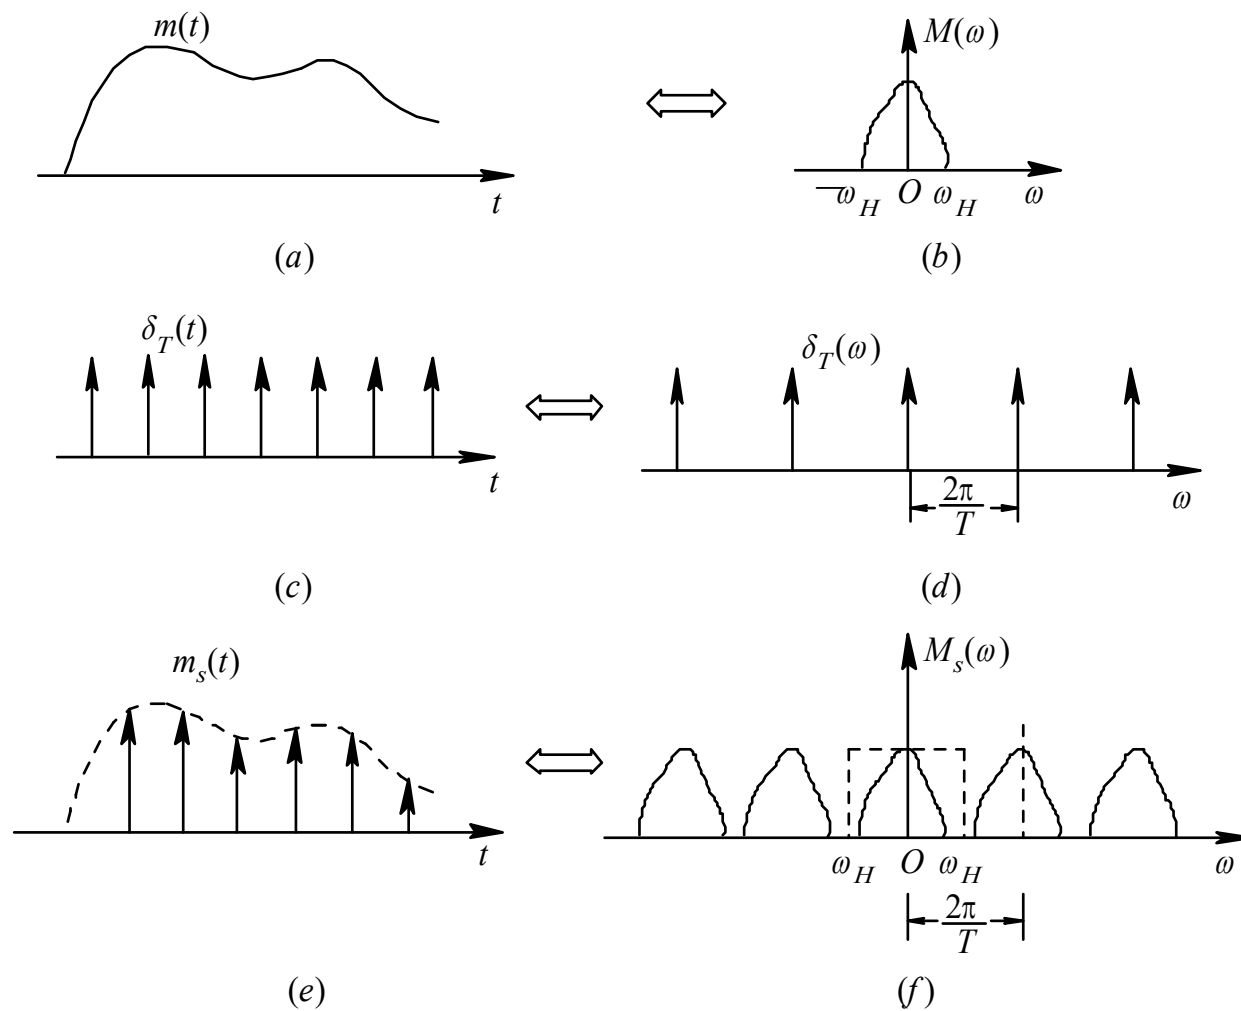 m(t)
M(ω)
t
−ω_H O ω_H ω
(a)
(b)
δ_T(t)
δ_T(ω)
t
2π/T
ω
(c)
(d)
m_s(t)
M_s(ω)
t
ω_H O ω_H ω
2π/T
(e)
(f)